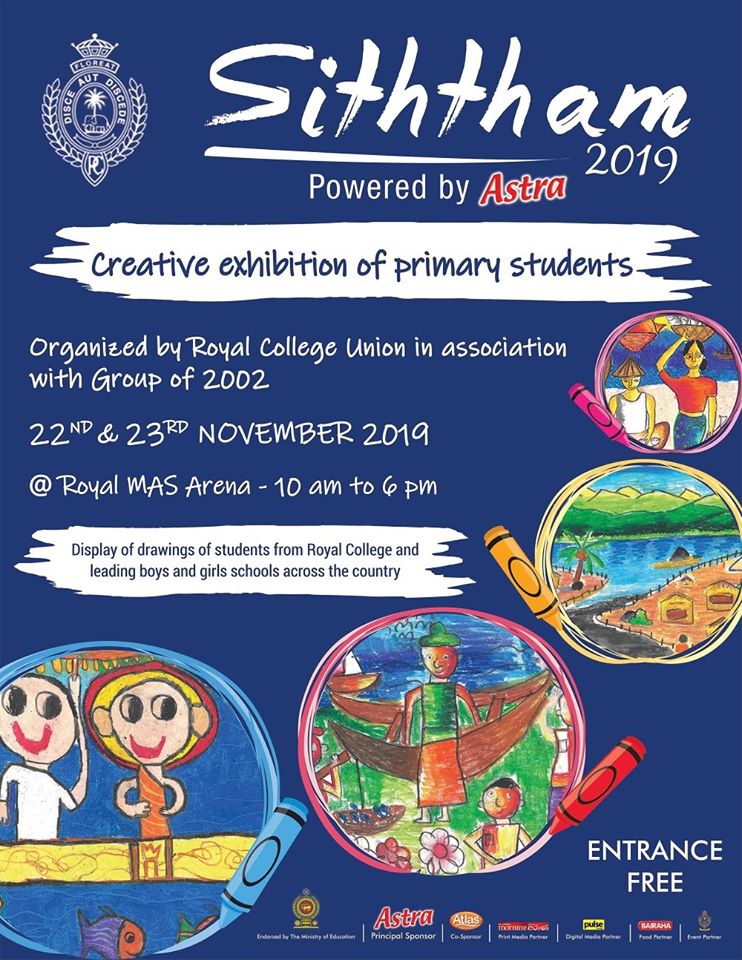 FLOREAT
DISCE AUT DISCEDE
RC
Siththam
2019
Powered by Astra
Creative exhibition of primary students
Organized by Royal College Union in association
with Group of 2002
22ND & 23RD NOVEMBER 2019
@ Royal MAS Arena - 10 am to 6 pm
Display of drawings of students from Royal College and
leading boys and girls schools across the country
ENTRANCE
FREE
Endorsed by The Ministry of Education
Astra
Principal Sponsor
Atlas
Co-Sponsor
Print Media Partner
pulse
Digital Media Partner
BAIRAHA
Food Partner
Event Partner